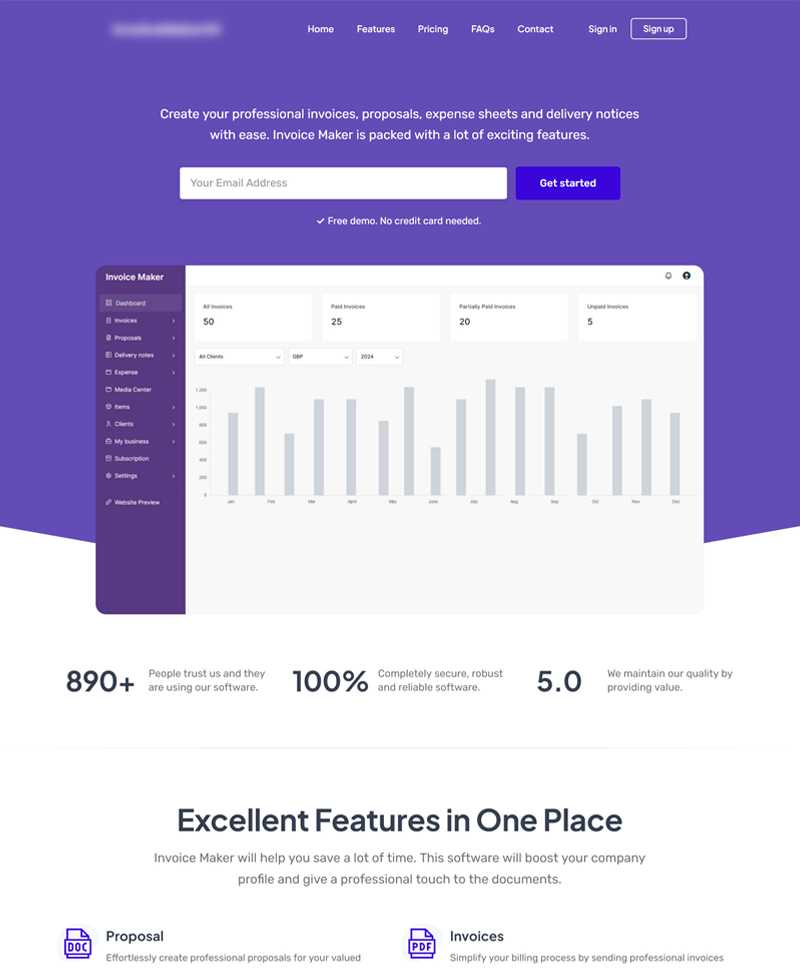 Home Features Pricing FAQs Contact Sign in Sign up
Create your professional invoices, proposals, expense sheets and delivery notices
with ease. Invoice Maker is packed with a lot of exciting features.
Your Email Address Get started
Free demo. No credit card needed.
Invoice Maker
Dashboard
Invoices
Proposals
Delivery notes
Expense
Media Center
Items
Clients
My business
Subscription
Settings
Website Preview
All Invoices Paid Invoices Partially Paid Invoices Unpaid Invoices
50 25 20 5
All Clients GBP 2024
1,200
1,000
800
600
400
200
0
Jan Feb Mar April May June July Aug Sep Oct Nov Dec
890+ People trust us and they
are using our software.
100% Completely secure, robust
and reliable software.
5.0 We maintain our quality by
providing value.
Excellent Features in One Place
Invoice Maker will help you save a lot of time. This software will boost your company
profile and give a professional touch to the documents.
DOC Proposal
Effortlessly create professional proposals for your valued
PDF Invoices
Simplify your billing process by sending professional invoices